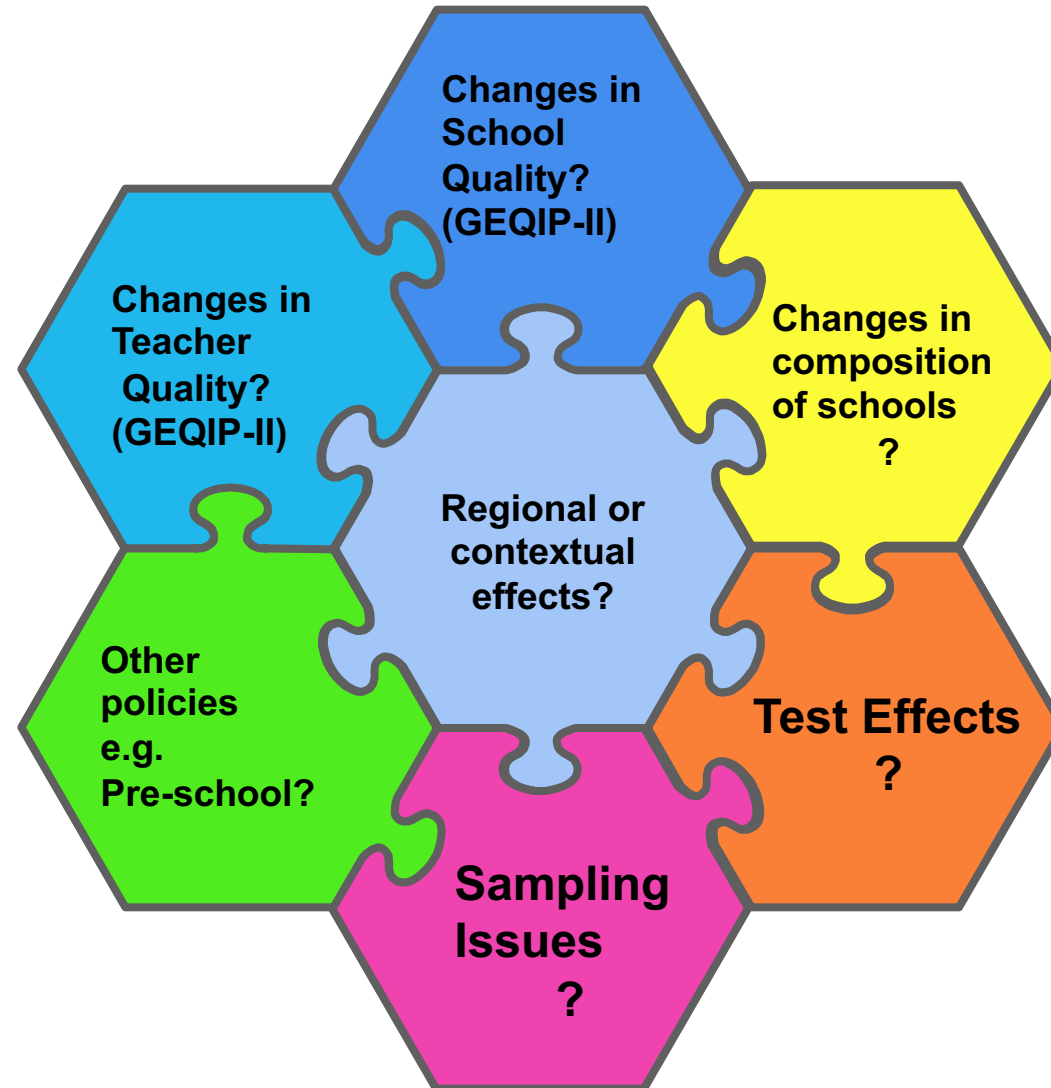 Changes in
School
Quality?
(GEQIP-II)
Changes in
Teacher
Quality?
(GEQIP-II)
Changes in
composition
of schools
?
Regional or
contextual
effects?
Other
policies
e.g.
Pre-school?
Test Effects
?
Sampling
Issues
?